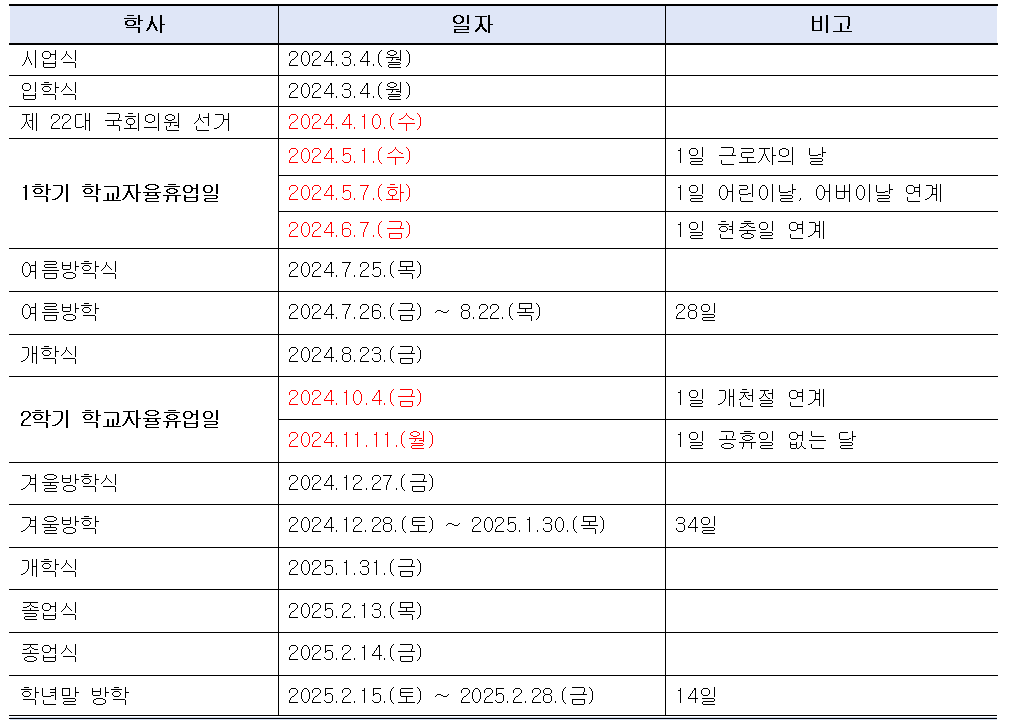 학사 일자 비고
시업식 2024.3.4.(월)
입학식 2024.3.4.(월)
제 22대 국회의원 선거 2024.4.10.(수)
1학기 학교자율휴업일 2024.5.1.(수) 1일 근로자의 날
2024.5.7.(화) 1일 어린이날, 어버이날 연계
2024.6.7.(금) 1일 현충일 연계
여름방학식 2024.7.25.(목)
여름방학 2024.7.26.(금) ~ 8.22.(목) 28일
개학식 2024.8.23.(금)
2학기 학교자율휴업일 2024.10.4.(금) 1일 개천절 연계
2024.11.11.(월) 1일 공휴일 없는 달
겨울방학식 2024.12.27.(금)
겨울방학 2024.12.28.(토) ~ 2025.1.30.(목) 34일
개학식 2025.1.31.(금)
졸업식 2025.2.13.(목)
종업식 2025.2.14.(금)
학년말 방학 2025.2.15.(토) ~ 2025.2.28.(금) 14일